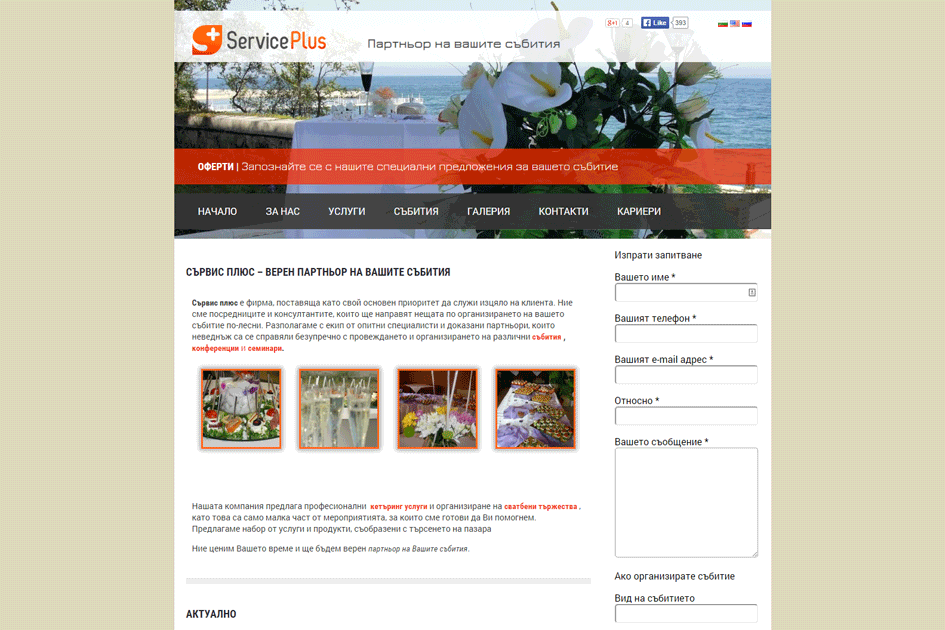 ServicePlus
Партньор на вашите събития
g+1 4
Like 393
ОФЕРТИ | Запознайте се с нашите специални предложения за вашето събитие
НАЧАЛО ЗА НАС УСЛУГИ СЪБИТИЯ ГАЛЕРИЯ КОНТАКТИ КАРИЕРИ
СЪРВИС ПЛЮС – ВЕРЕН ПАРТНЬОР НА ВАШИТЕ СЪБИТИЯ
Сървис плюс е фирма, поставяща като свой основен приоритет да служи изцяло на клиента. Ние
сме посредниците и консултантите, които ще направят нещата по организирането на вашето
събитие по-лесни. Разполагаме с екип от опитни специалисти и доказани партньори, които
неведнъж са се справяли безупречно с провеждането и организирането на различни събития ,
конференции и семинари.
Нашата компания предлага професионални кетъринг услуги и организиране на сватбени тържества ,
като това са само малка част от мероприятията, за които сме готови да Ви помогнем.
Предлагаме набор от услуги и продукти, съобразени с търсенето на пазара
Ние ценим Вашето време и ще бъдем верен партньор на Вашите събития.
АКТУАЛНО
Изпрати запитване
Вашето име *
Вашият телефон *
Вашият e-mail адрес *
Относно *
Вашето съобщение *
Ако организирате събитие
Вид на събитието